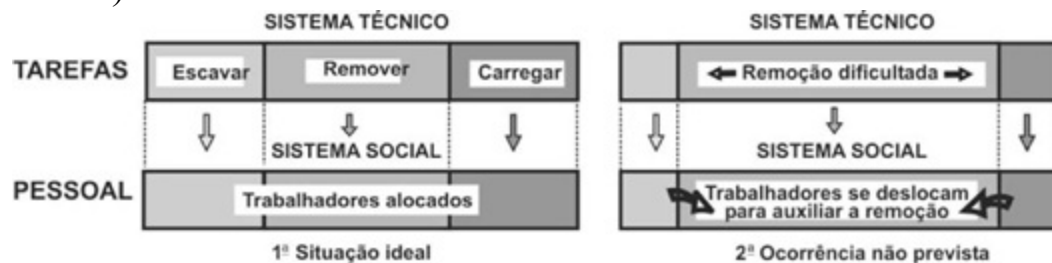 SISTEMA TÉCNICO
SISTEMA TÉCNICO
TAREFAS
Escavar
Remover
Carregar
Remoção dificultada
SISTEMA SOCIAL
SISTEMA SOCIAL
PESSOAL
Trabalhadores alocados
Trabalhadores se deslocam
para auxiliar a remoção
1ª Situação ideal
2ª Ocorrência não prevista